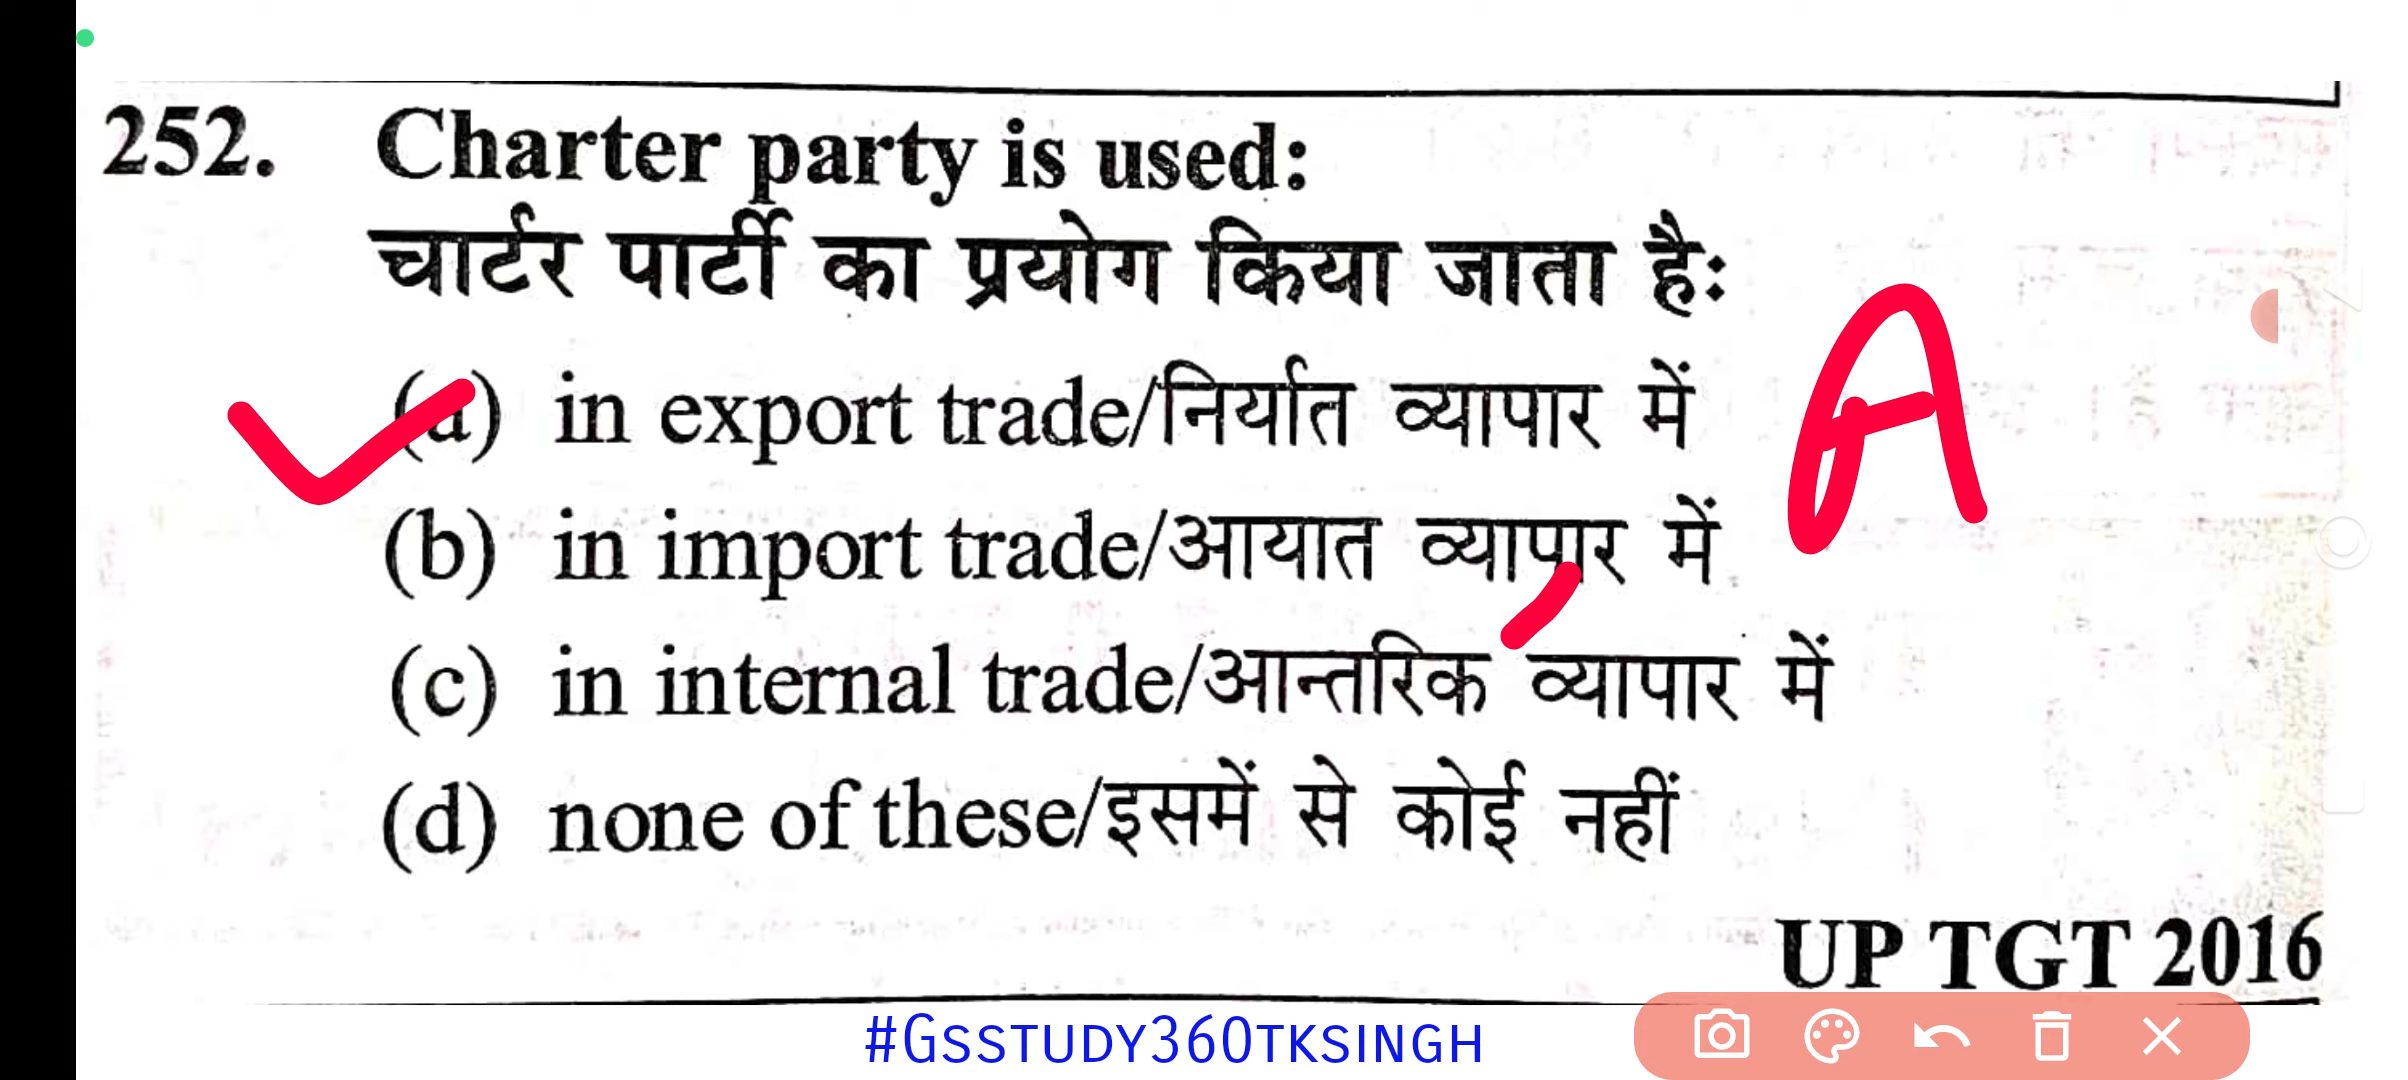 252. Charter party is used:
चार्टर पार्टी का प्रयोग किया जाता है:
(a) in export trade/निर्यात व्यापार में
A
(b) in import trade/आयात व्यापार में
(c) in internal trade/आन्तरिक व्यापार में
(d) none of these/इसमें से कोई नहीं
UP TGT 2016
#GSSTUDY360TKSINGH